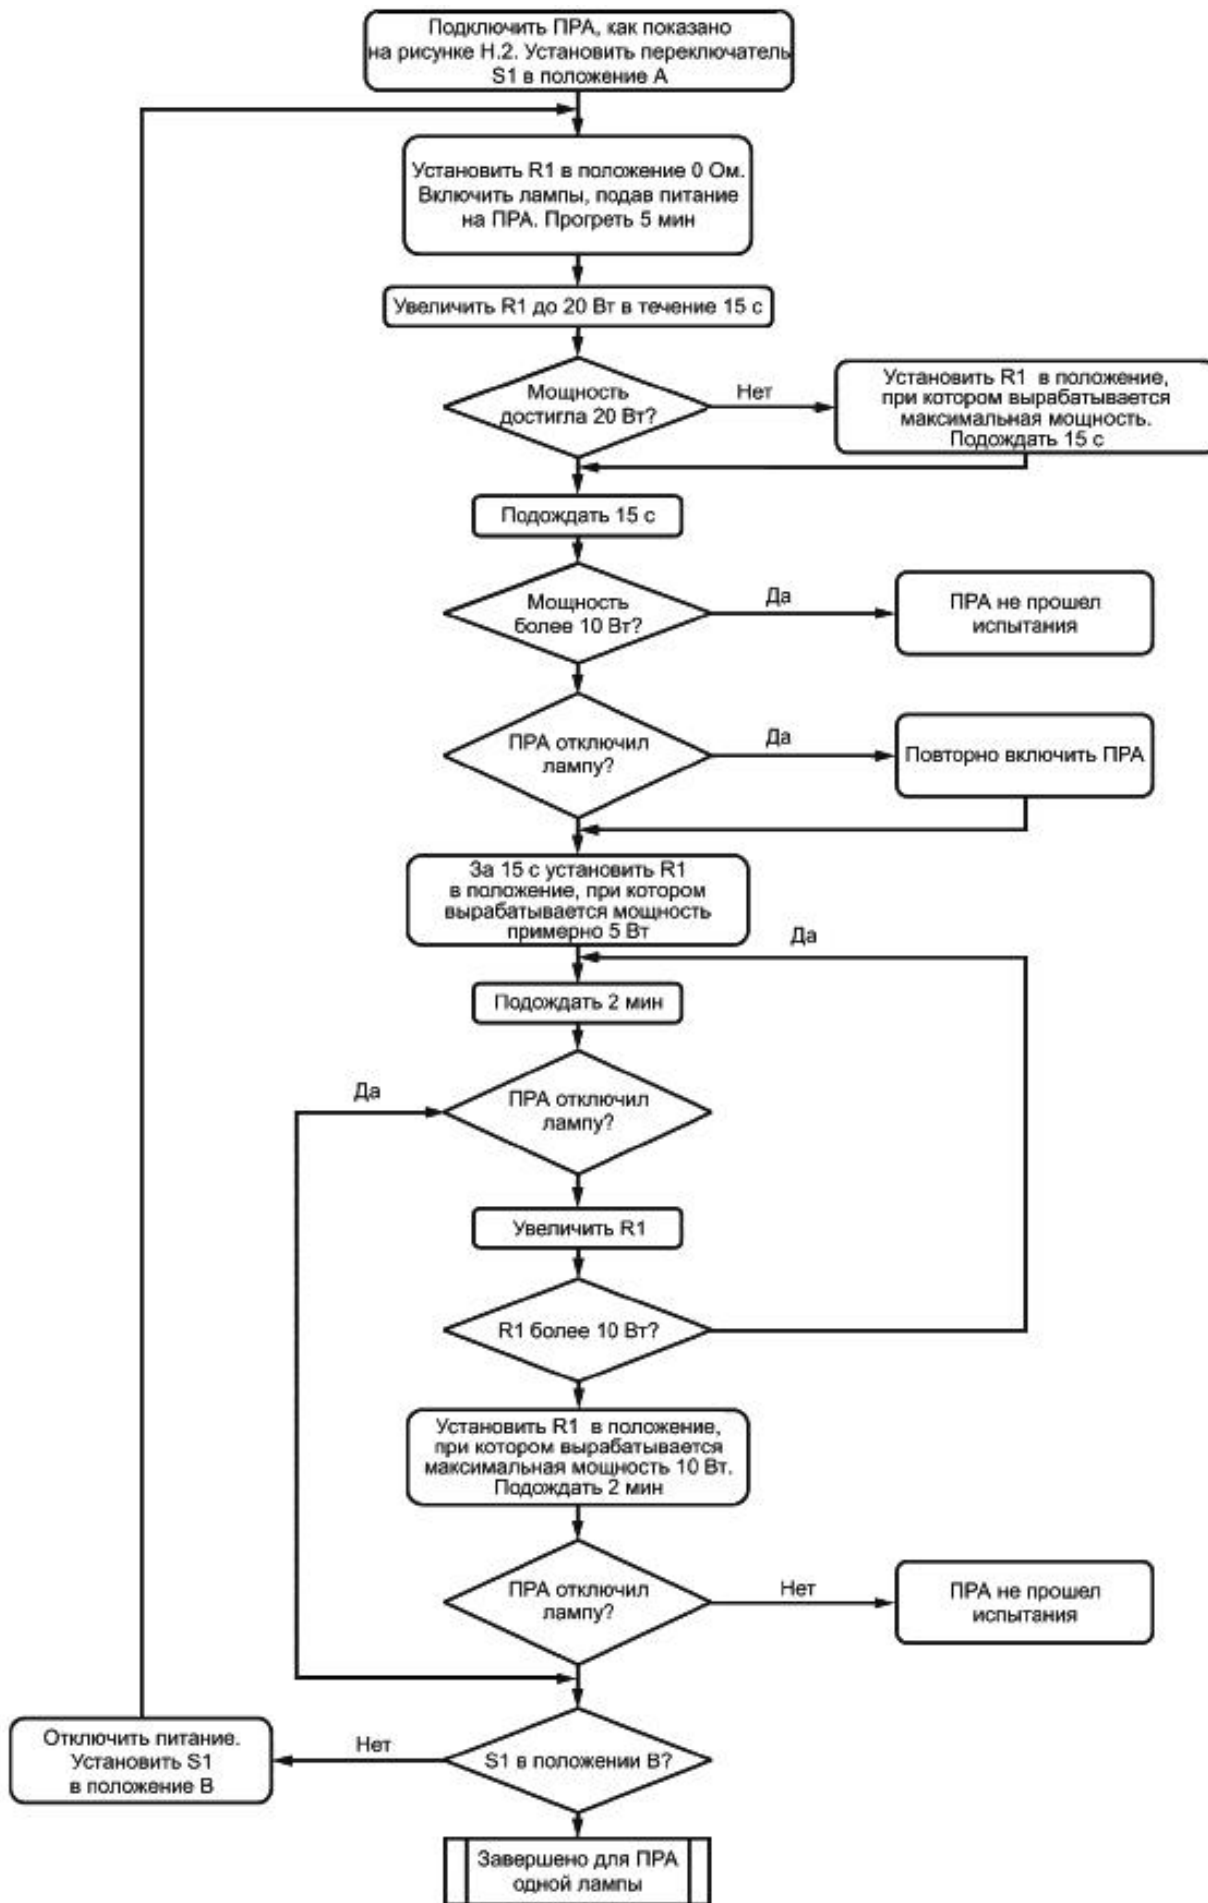 Подключить ПРА, как показано
на рисунке Н.2. Установить переключатель
S1 в положение А
Установить R1 в положение 0 Ом.
Включить лампы, подав питание
на ПРА. Прогреть 5 мин
Увеличить R1 до 20 Вт в течение 15 с
Мощность
достигла 20 Вт?
Нет
Установить R1 в положение,
при котором вырабатывается
максимальная мощность.
Подождать 15 с
Подождать 15 с
Мощность
более 10 Вт?
Да
ПРА не прошел
испытания
ПРА отключил
лампу?
Да
Повторно включить ПРА
За 15 с установить R1
в положение, при котором
вырабатывается мощность
примерно 5 Вт
Да
Подождать 2 мин
Да
ПРА отключил
лампу?
Увеличить R1
R1 более 10 Вт?
Установить R1 в положение,
при котором вырабатывается
максимальная мощность 10 Вт.
Подождать 2 мин
ПРА отключил
лампу?
Нет
ПРА не прошел
испытания
Отключить питание.
Установить S1
в положение В
Нет
S1 в положении В?
Завершено для ПРА
одной лампы